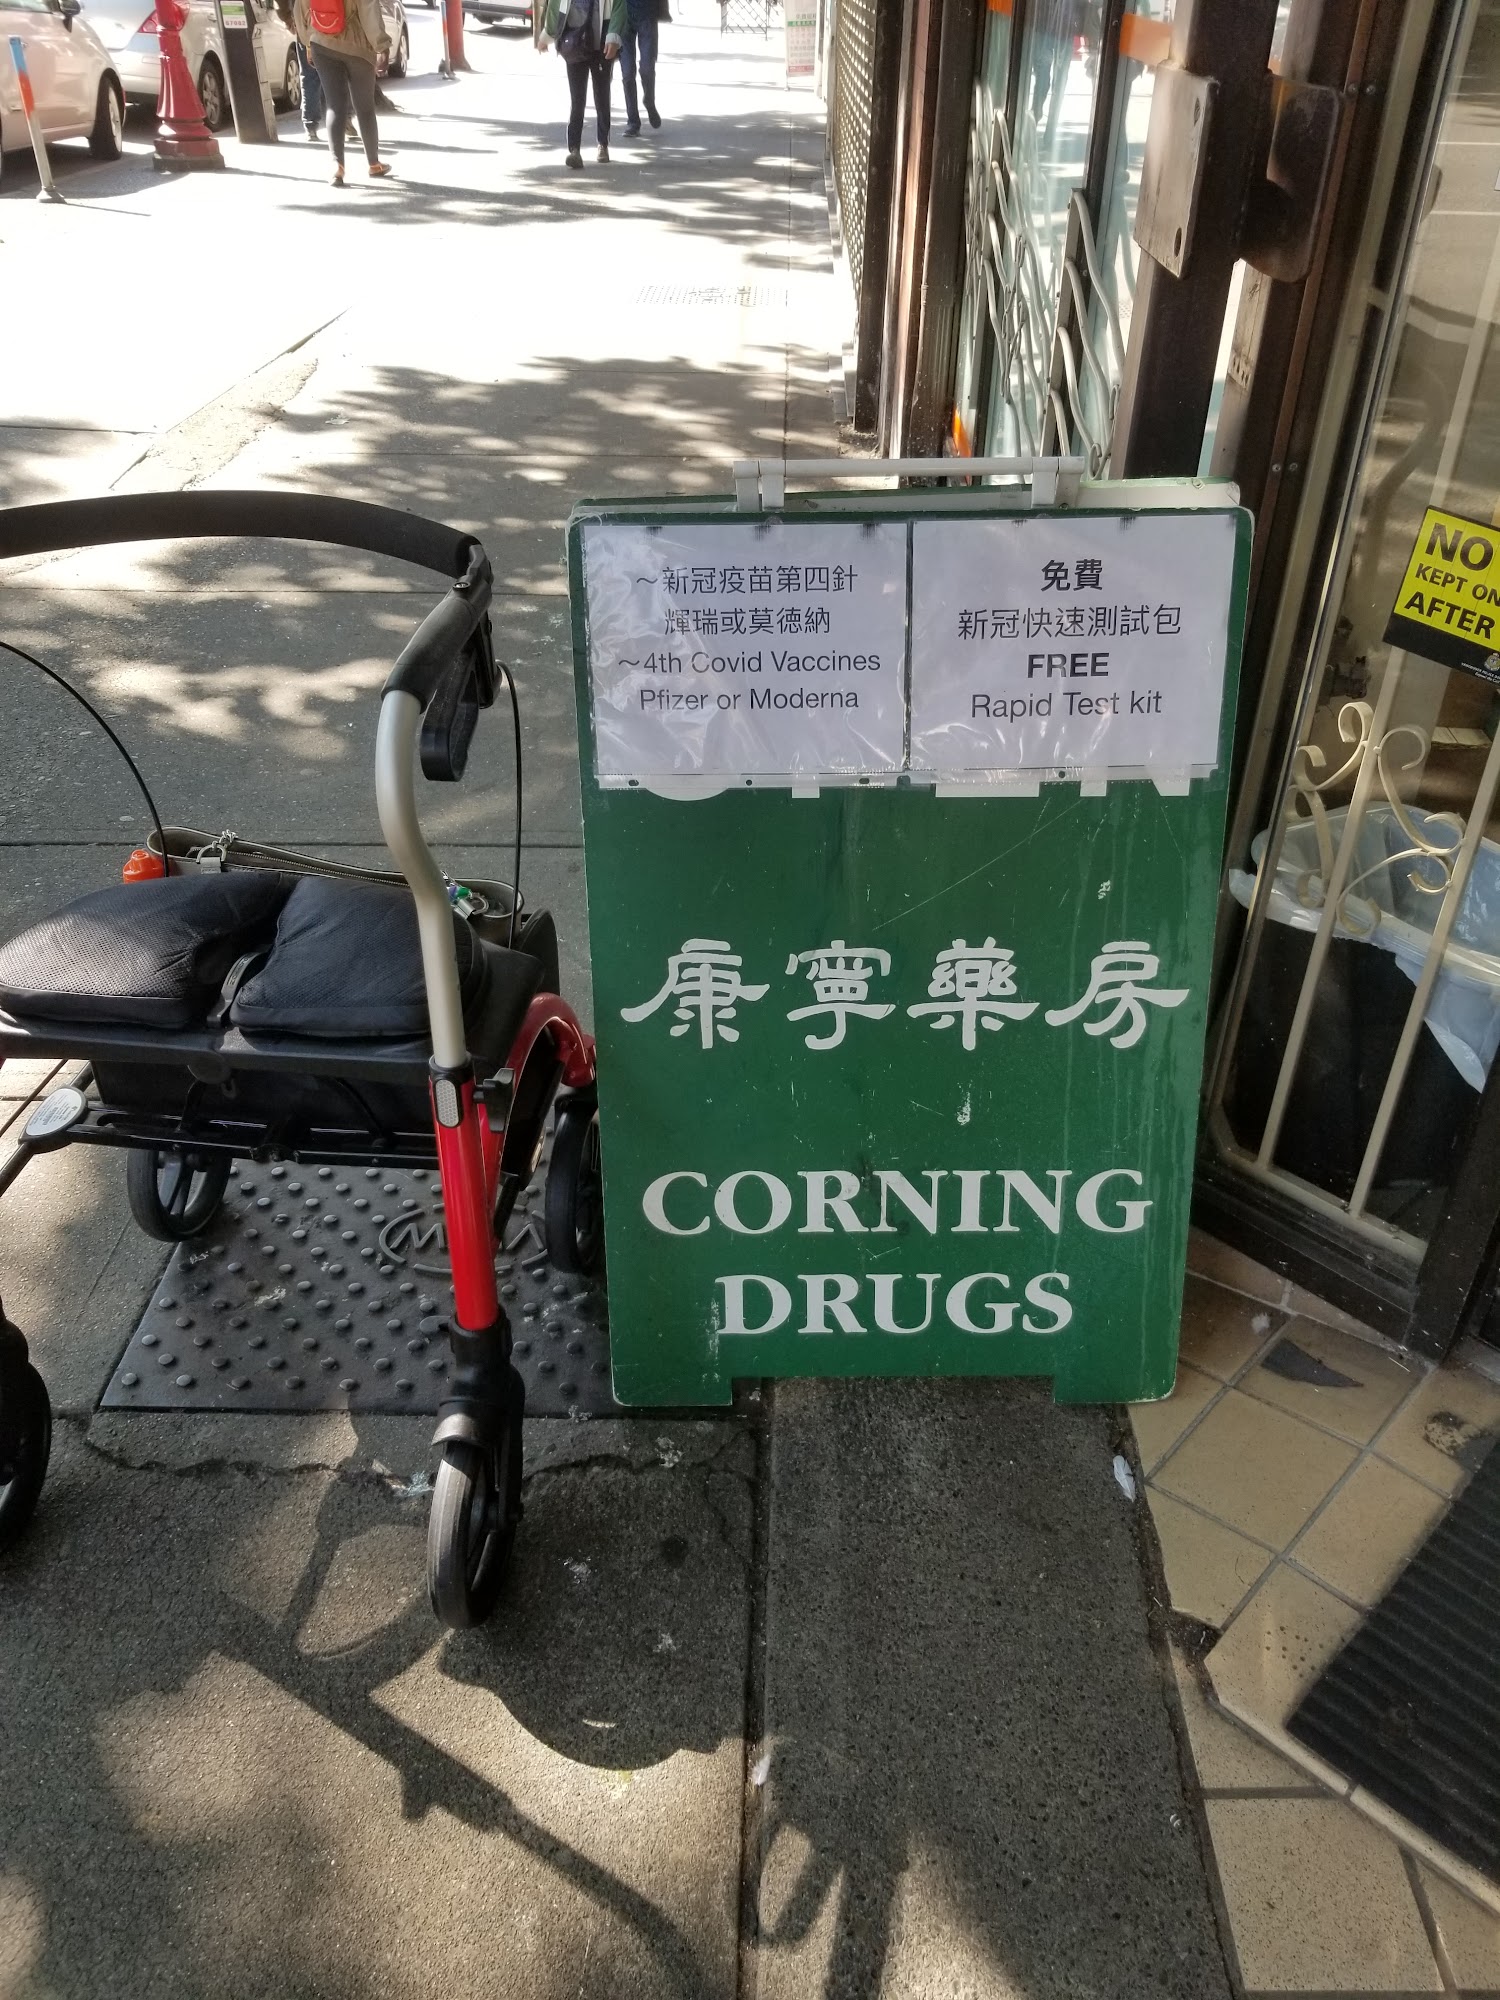 ~新冠疫苗第四針
輝瑞或莫德納
~4th Covid Vaccines
Pfizer or Moderna
免費
新冠快速測試包
FREE
Rapid Test kit
康寧藥房
CORNING
DRUGS
NO
KEPT ON
AFTER